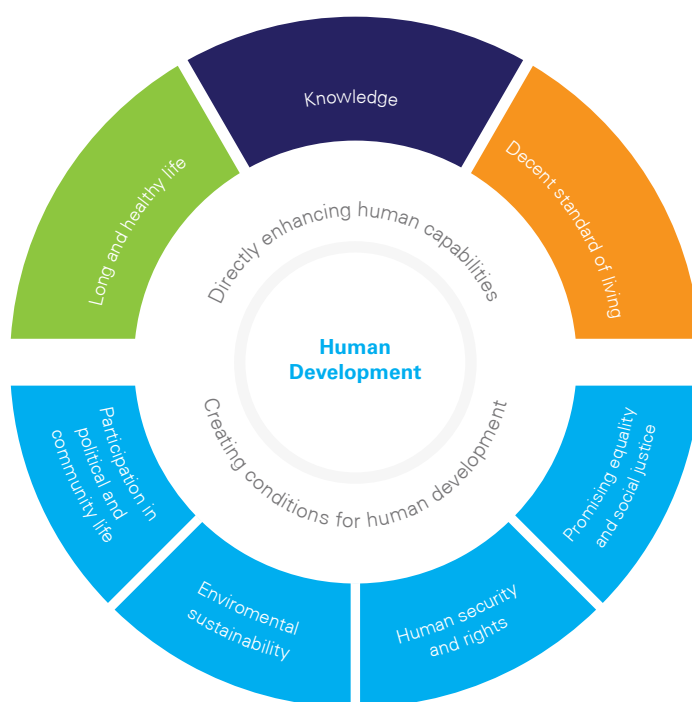 Knowledge
Long and healthy life
Decent standard of living
Directly enhancing human capabilities
Human
Development
Creating conditions for human development
Participation in
political and
community life
Enviromental
sustainability
Human security
and rights
Promising equality
and social justice